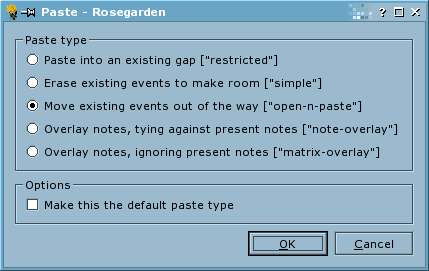 Paste - Rosegarden
Paste type
Paste into an existing gap ["restricted"]
Erase existing events to make room ["simple"]
Move existing events out of the way ["open-n-paste"]
Overlay notes, tying against present notes ["note-overlay"]
Overlay notes, ignoring present notes ["matrix-overlay"]
Options
Make this the default paste type
OK Cancel